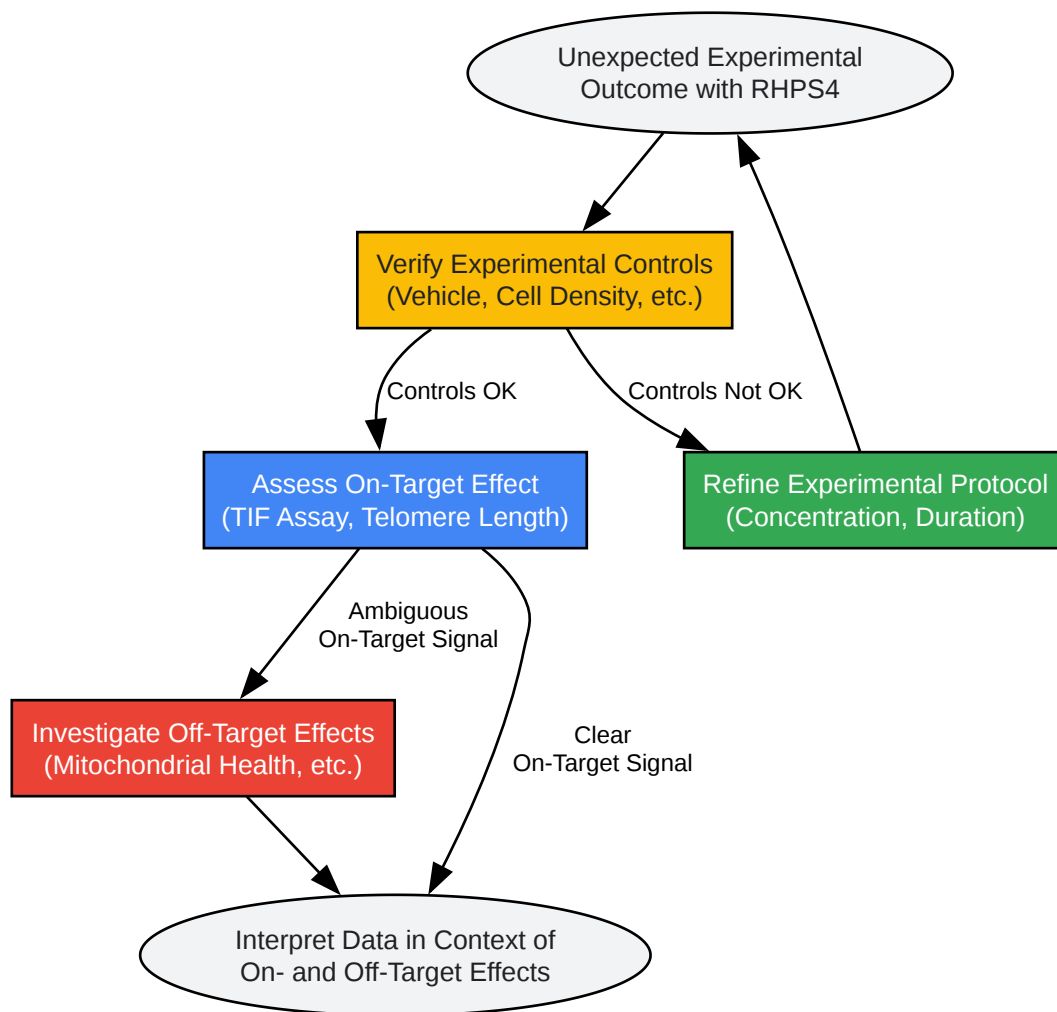 Unexpected Experimental
Outcome with RHPS4
Verify Experimental Controls
(Vehicle, Cell Density, etc.)
Controls OK
Controls Not OK
Assess On-Target Effect
(TIF Assay, Telomere Length)
Refine Experimental Protocol
(Concentration, Duration)
Ambiguous
On-Target Signal
Investigate Off-Target Effects
(Mitochondrial Health, etc.)
Clear
On-Target Signal
Interpret Data in Context of
On- and Off-Target Effects